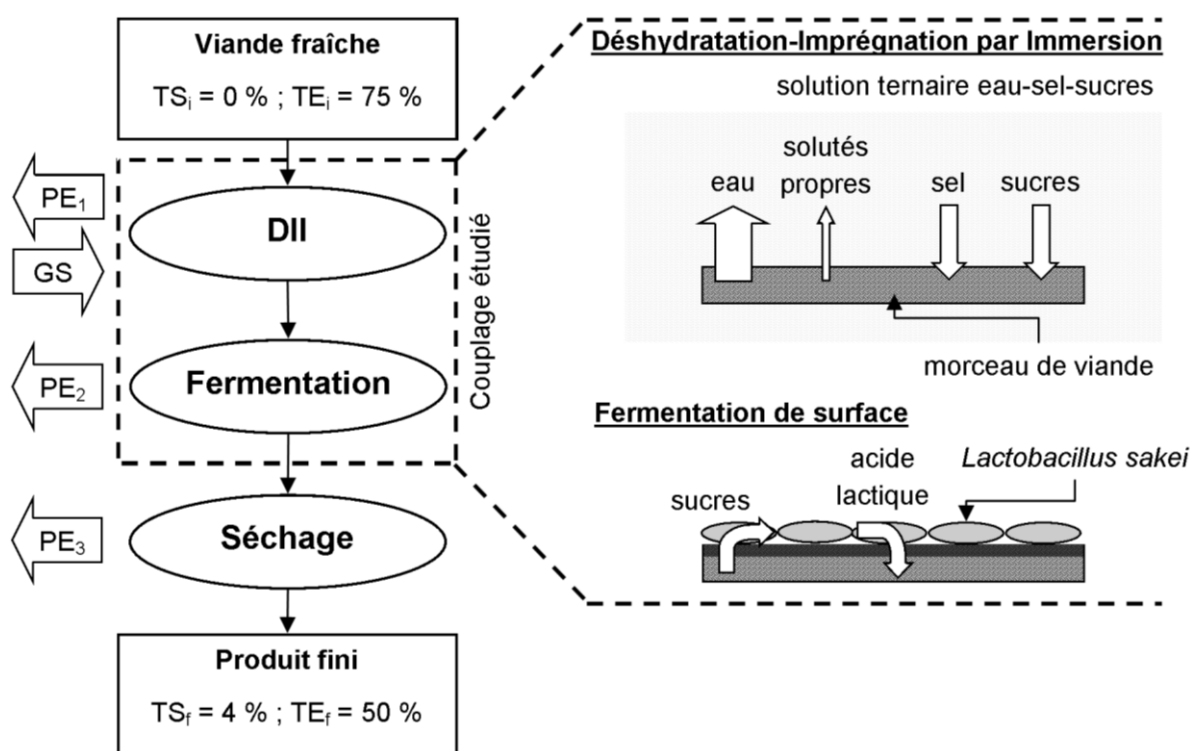 Viande fraîche
TSi = 0 % ; TEi = 75 %
PE1
GS
DII
PE2
Fermentation
Couplage étudié
PE3
Séchage
Produit fini
TSf = 4 % ; TEf = 50 %
Déshydratation-Imprégnation par Immersion
solution ternaire eau-sel-sucres
eau
solutés
propres
sel
sucres
morceau de viande
Fermentation de surface
sucres
acide
lactique
Lactobacillus sakei